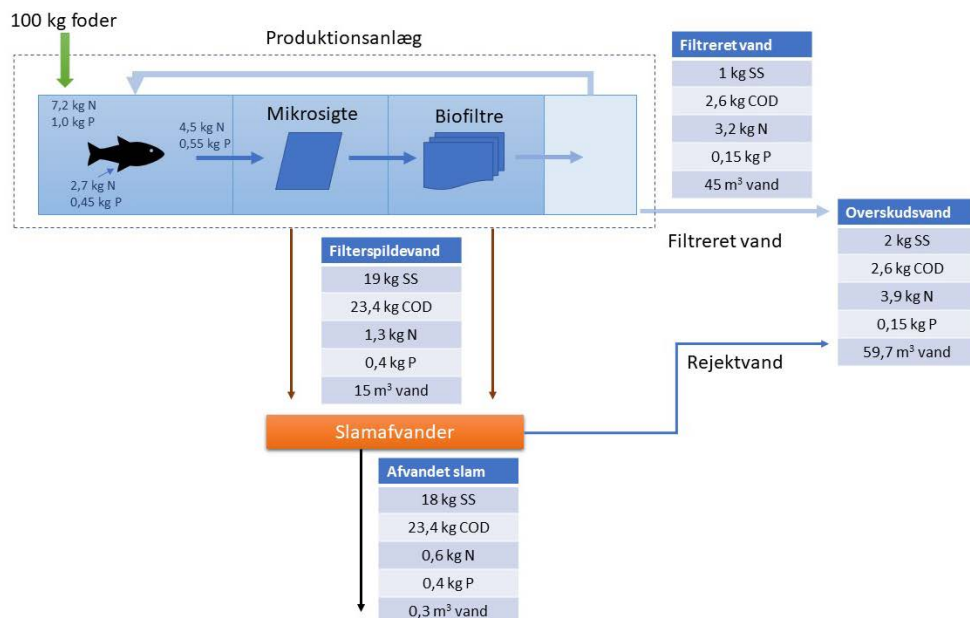 100 kg foder
Produktionsanlæg
7,2 kg N
1,0 kg P
2,7 kg N
0,45 kg P
4,5 kg N
0,55 kg P
Mikrosigte
Biofiltre
Filtreret vand
1 kg SS
2,6 kg COD
3,2 kg N
0,15 kg P
45 m³ vand
Filtreret vand
Overskudsvand
2 kg SS
2,6 kg COD
3,9 kg N
0,15 kg P
59,7 m³ vand
Filterspildevand
19 kg SS
23,4 kg COD
1,3 kg N
0,4 kg P
15 m³ vand
Rejektvand
Slamafvander
Afvandet slam
18 kg SS
23,4 kg COD
0,6 kg N
0,4 kg P
0,3 m³ vand